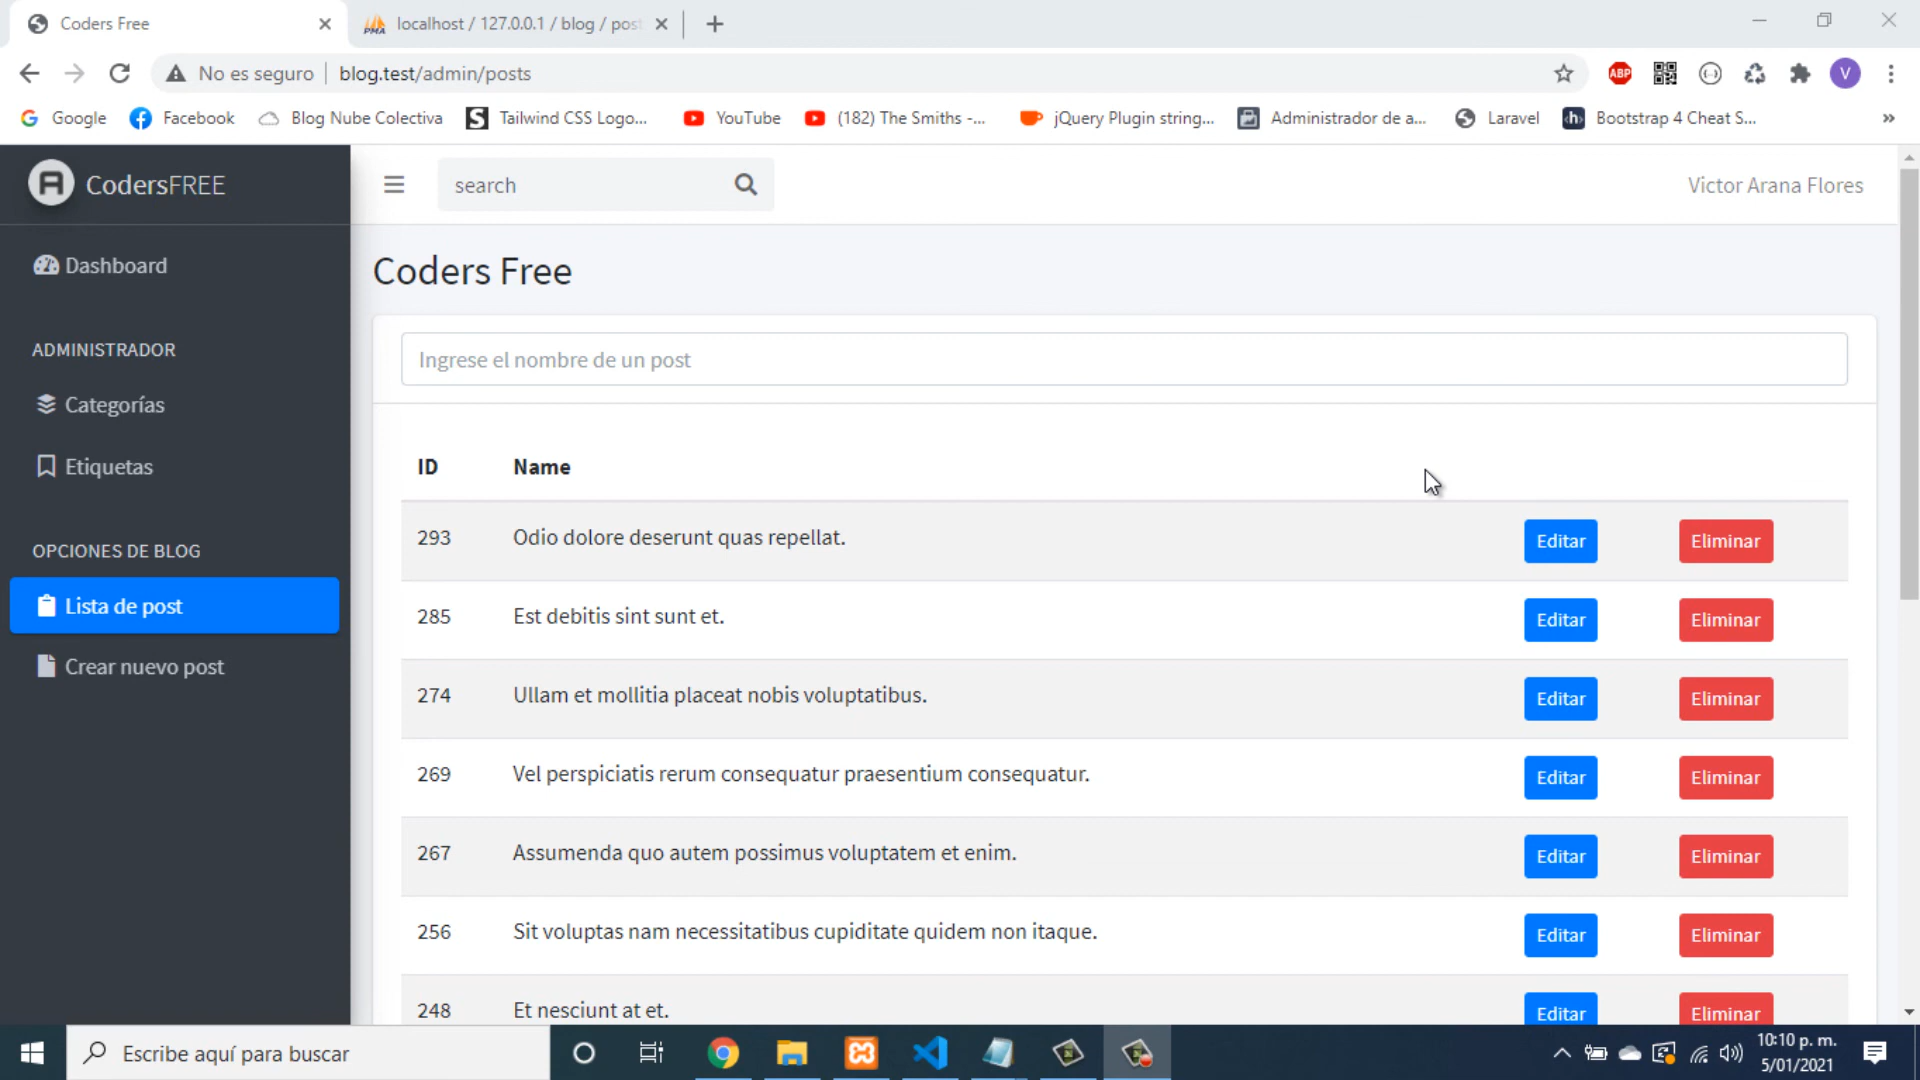 Coders Free
localhost / 127.0.0.1 / blog / post
No es seguro
blog.test/admin/posts
ABP
V
Google
Facebook
Blog Nube Colectiva
Tailwind CSS Logo...
YouTube
(182) The Smiths -...
jQuery Plugin string...
Administrador de a...
Laravel
Bootstrap 4 Cheat S...
»
CodersFREE
search
Victor Arana Flores
Dashboard
ADMINISTRADOR
Categorías
Etiquetas
OPCIONES DE BLOG
Lista de post
Crear nuevo post
Coders Free
Ingrese el nombre de un post
ID Name
293 Odio dolore deserunt quas repellat. Editar Eliminar
285 Est debitis sint sunt et. Editar Eliminar
274 Ullam et mollitia placeat nobis voluptatibus. Editar Eliminar
269 Vel perspiciatis rerum consequatur praesentium consequatur. Editar Eliminar
267 Assumenda quo autem possimus voluptatem et enim. Editar Eliminar
256 Sit voluptas nam necessitatibus cupiditate quidem non itaque. Editar Eliminar
248 Et nesciunt at et. Editar Eliminar
Escribe aquí para buscar
10:10 p. m.
5/01/2021